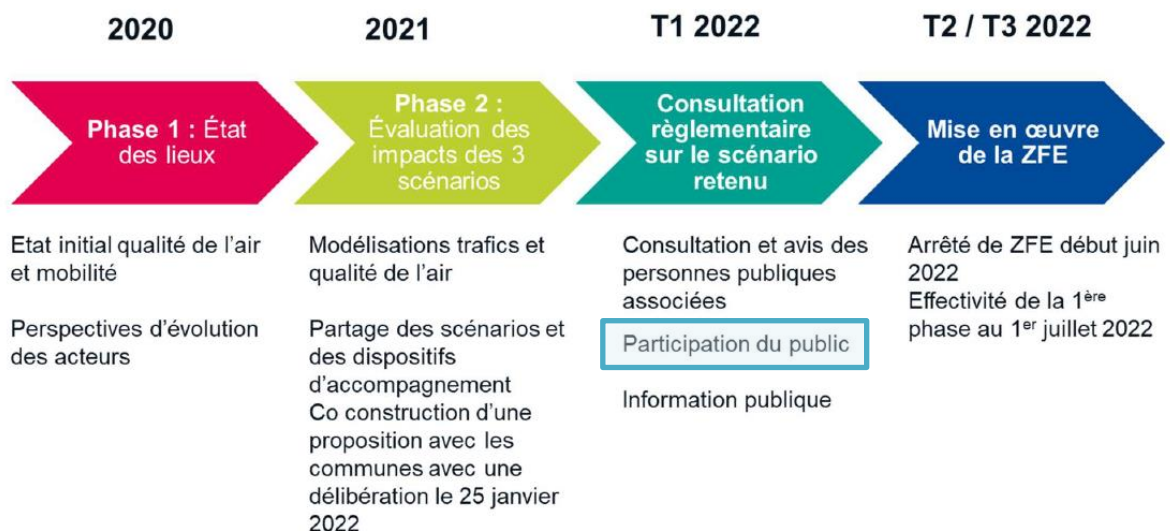 2020
2021
T1 2022
T2 / T3 2022
Phase 1 : État
des lieux
Phase 2 :
Évaluation des
impacts des 3
scénarios
Consultation
règlementaire
sur le scénario
retenu
Mise en œuvre
de la ZFE
Etat initial qualité de l'air
et mobilité
Perspectives d'évolution
des acteurs
Modélisations trafics et
qualité de l'air
Partage des scénarios et
des dispositifs
d'accompagnement
Co construction d'une
proposition avec les
communes avec une
délibération le 25 janvier
2022
Consultation et avis des
personnes publiques
associées
Participation du public
Information publique
Arrêté de ZFE début juin
2022
Effectivité de la 1ère
phase au 1er juillet 2022